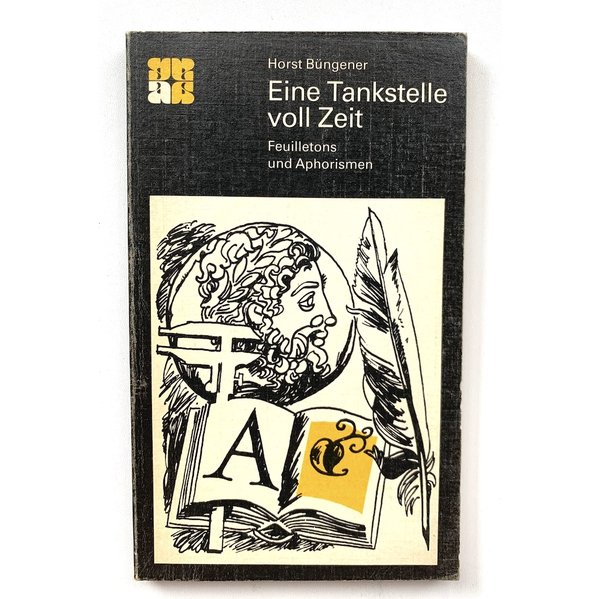 Horst Büngener
Eine Tankstelle
voll Zeit
Feuilletons
und Aphorismen
A